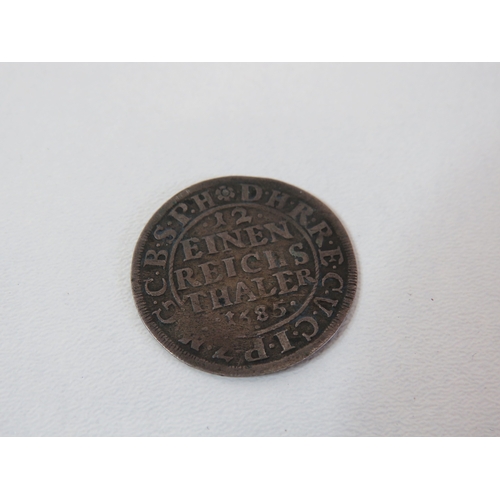 D·H·R·R·E·C·V·C·I·P·Z·M·G·C·B·S·P·H
12
EINEN
REICHS
THALER
·1585·